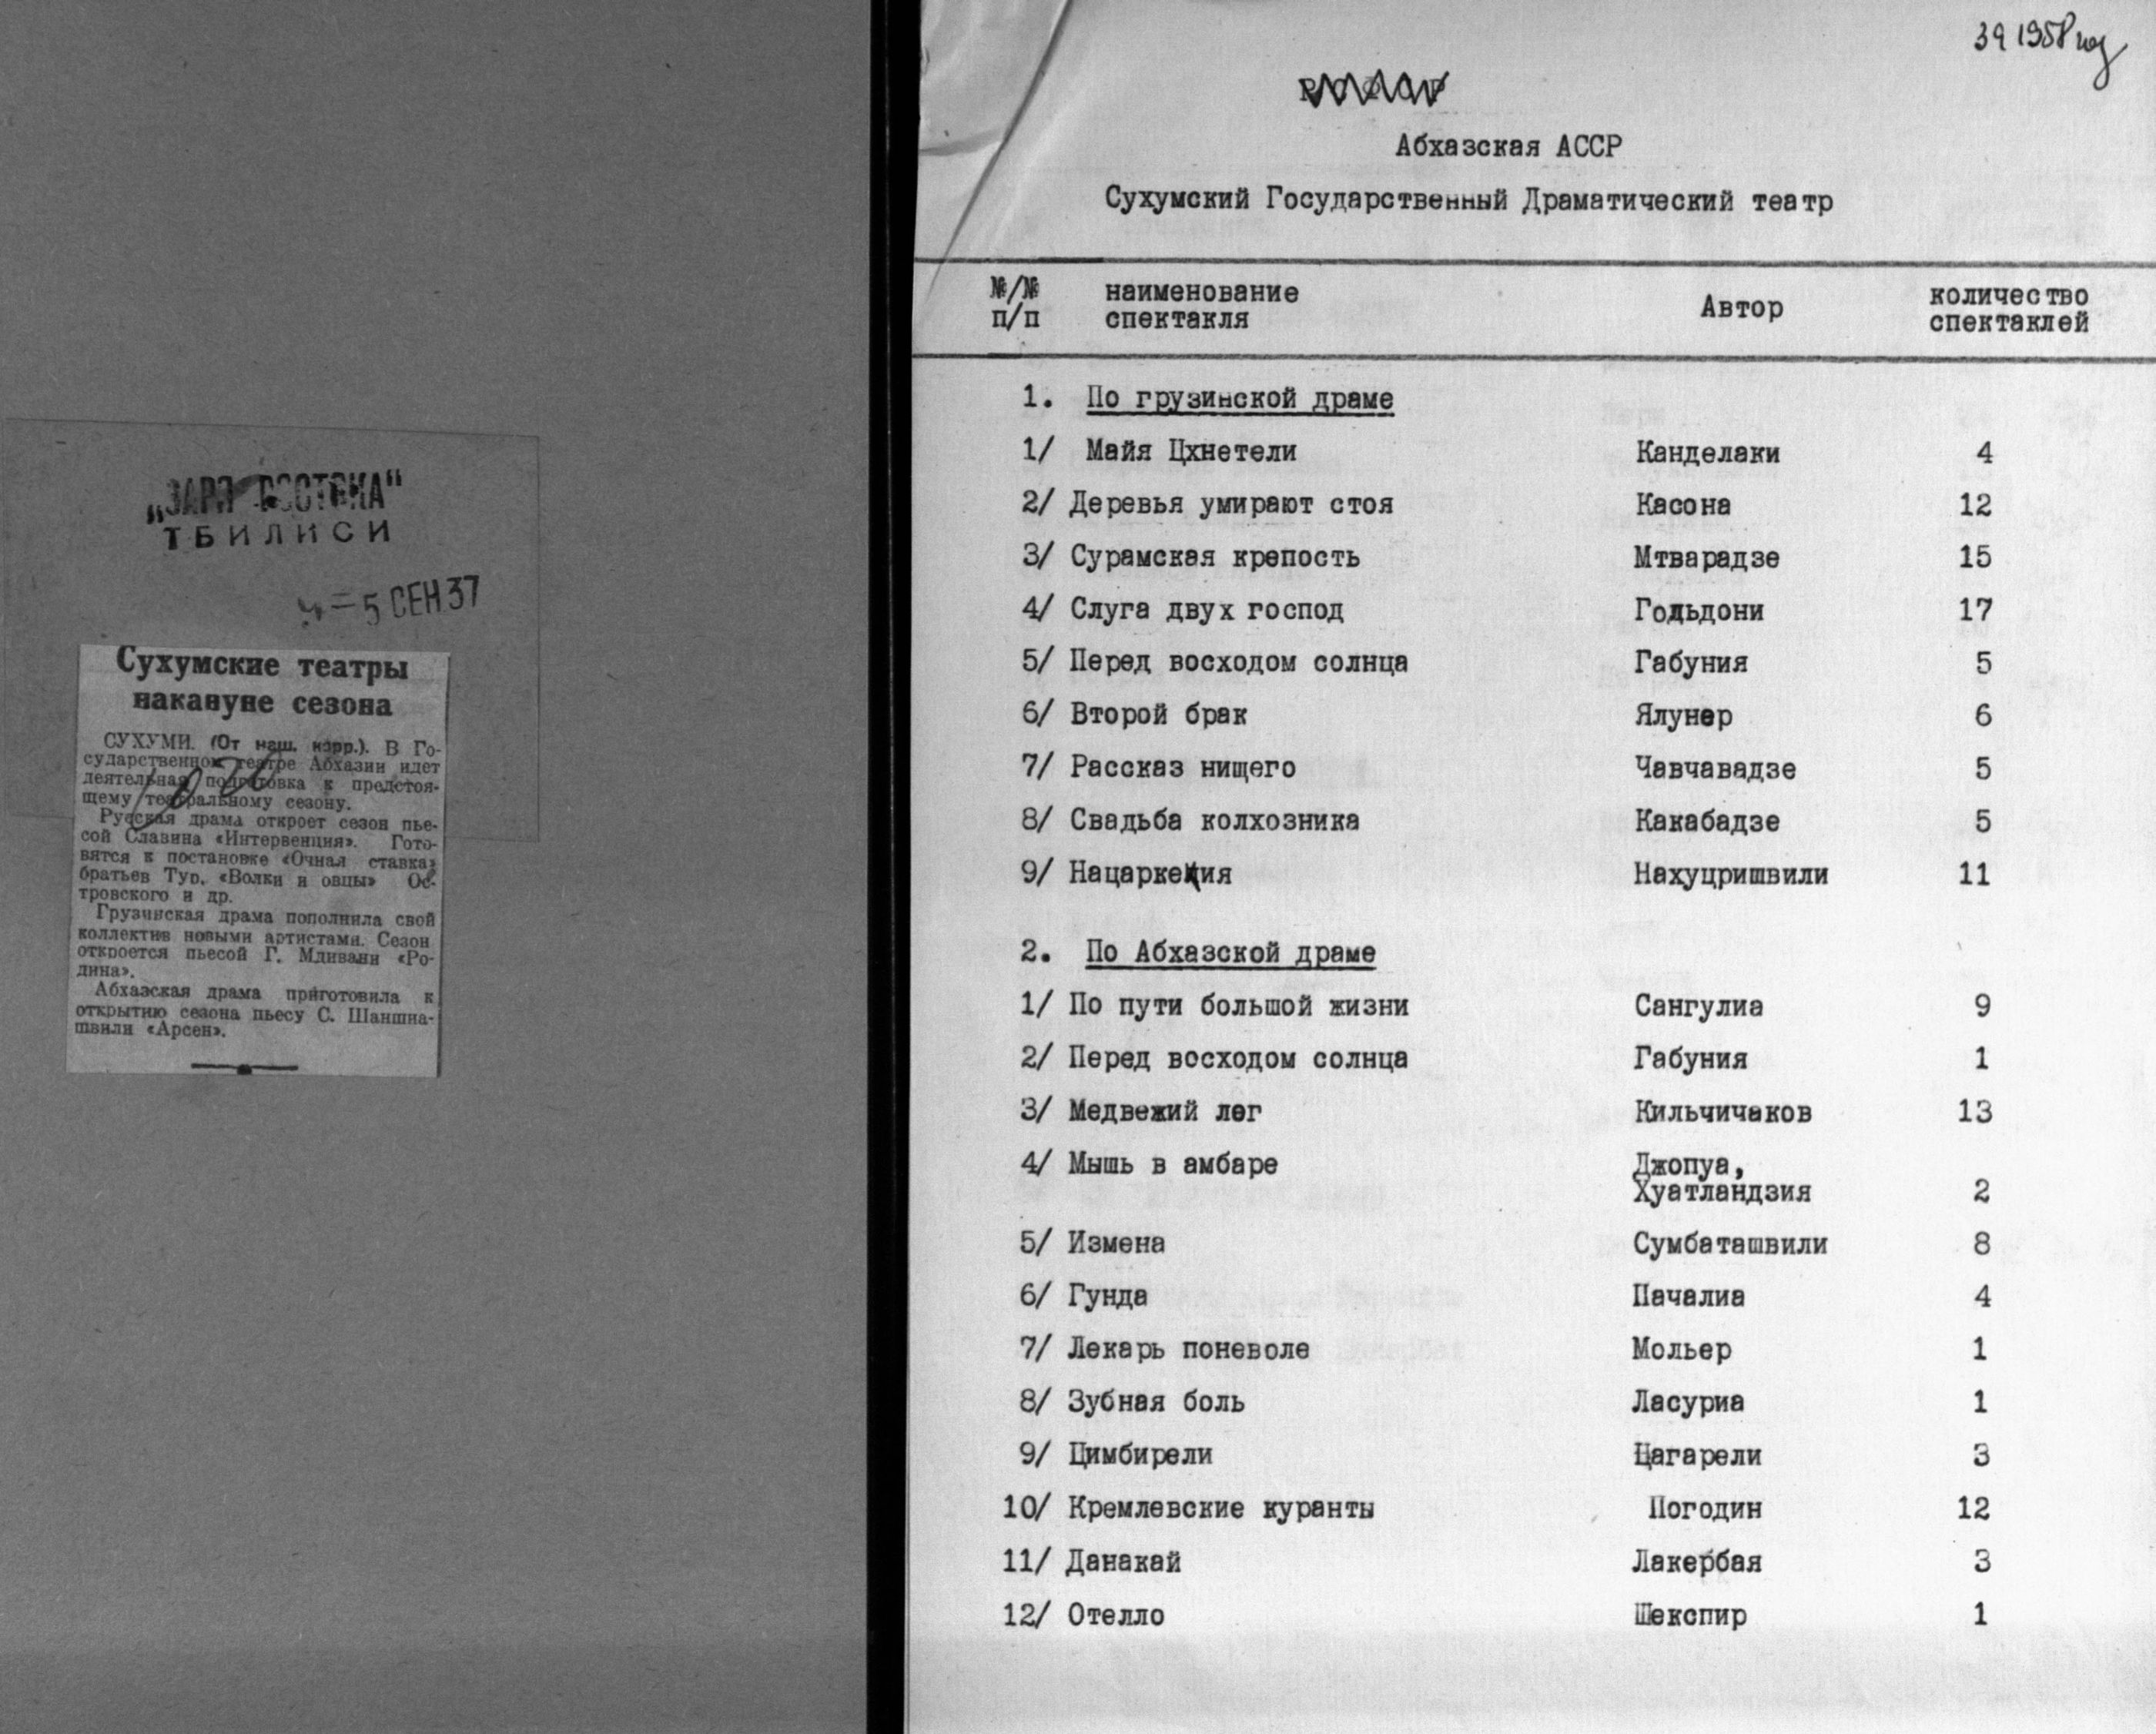 „ЗАРЯ ВОСТОКА"
ТБИЛИСИ
5 СЕН 37
Сухумские театры
накануне сезона
СУХУМИ. (От наш. корр.). В Го-
сударственном театре Абхазии идет
деятельная подготовка к предстоя-
щему театральному сезону.
Русская драма откроет сезон пье-
сой Славина «Интервенция». Гото-
вятся к постановке «Очная ставка»
братьев Тур, «Волки и овцы» Ос-
тровского и др.
Грузинская драма пополнила свой
коллектив новыми артистами. Сезон
откроется пьесой Г. Мдивани «Ро-
дина».
Абхазская драма приготовила к
открытию сезона пьесу С. Шаншиа-
швили «Арсен».
39 1958 год
Абхазская АССР
Сухумский Государственный Драматический театр
№/№ наименование Автор количество
п/п спектакля спектаклей
1. По грузинской драме
1/ Майя Цхнетели Канделаки 4
2/ Деревья умирают стоя Касона 12
3/ Сурамская крепость Мтварадзе 15
4/ Слуга двух господ Гольдони 17
5/ Перед восходом солнца Габуния 5
6/ Второй брак Ялунер 6
7/ Рассказ нищего Чавчавадзе 5
8/ Свадьба колхозника Какабадзе 5
9/ Нацаркекия Нахуцришвили 11
2. По Абхазской драме
1/ По пути большой жизни Сангулиа 9
2/ Перед восходом солнца Габуния 1
3/ Медвежий лог Кильчичаков 13
4/ Мышь в амбаре Джопуа,
Хуатландзия 2
5/ Измена Сумбаташвили 8
6/ Гунда Пачалиа 4
7/ Лекарь поневоле Мольер 1
8/ Зубная боль Ласуриа 1
9/ Цимбирели Цагарели 3
10/ Кремлевские куранты Погодин 12
11/ Данакай Лакербая 3
12/ Отелло Шекспир 1